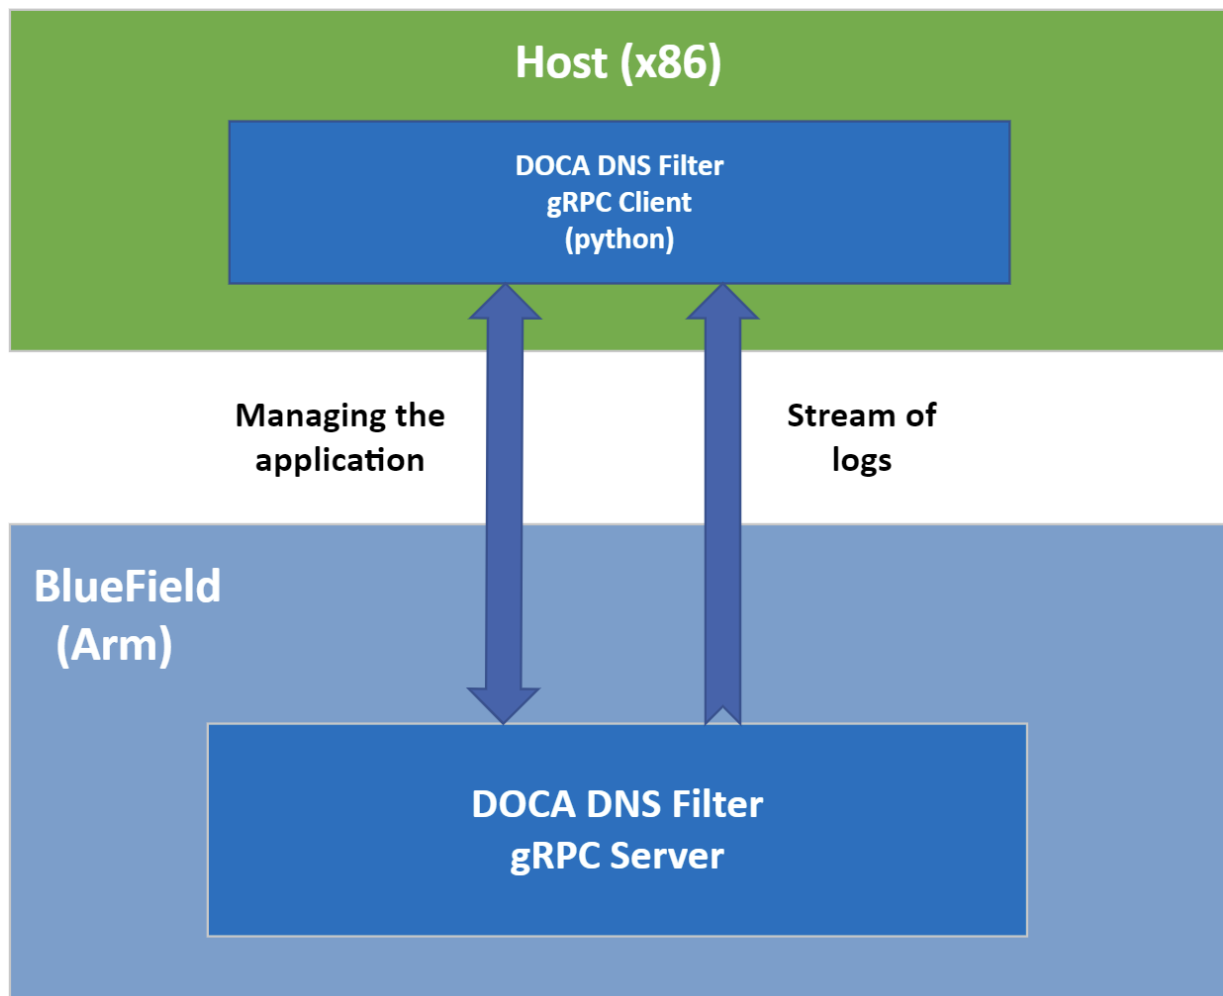 Host (x86)
DOCA DNS Filter
gRPC Client
(python)
Managing the
application
Stream of
logs
BlueField
(Arm)
DOCA DNS Filter
gRPC Server